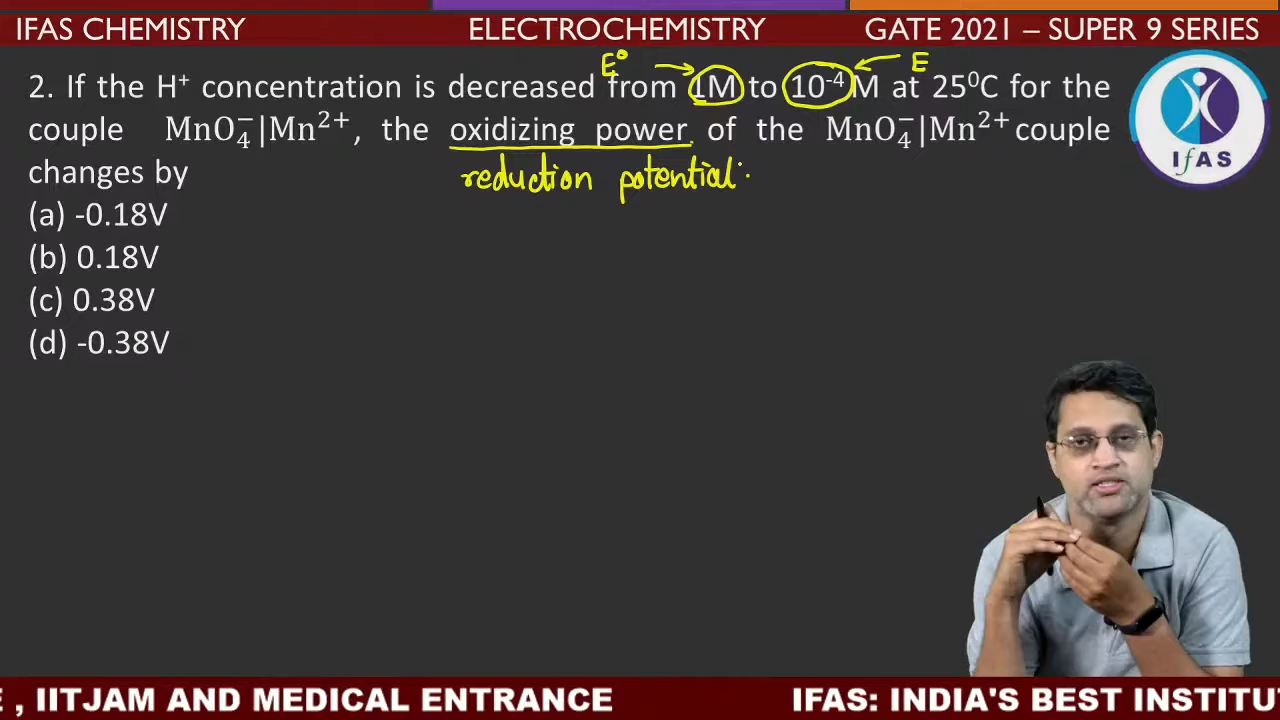 IFAS CHEMISTRY ELECTROCHEMISTRY GATE 2021 – SUPER 9 SERIES
E° E
2. If the H⁺ concentration is decreased from 1M to 10⁻⁴ M at 25⁰C for the
couple MnO₄⁻|Mn²⁺, the oxidizing power of the MnO₄⁻|Mn²⁺ couple
changes by
reduction potential
(a) -0.18V
(b) 0.18V
(c) 0.38V
(d) -0.38V
IfAS
, IITJAM AND MEDICAL ENTRANCE IFAS: INDIA'S BEST